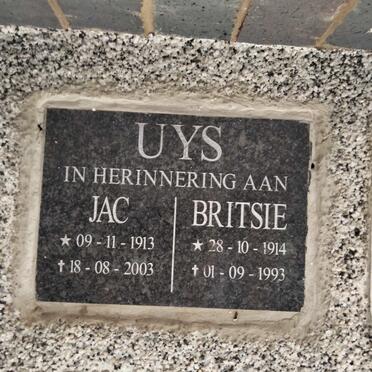 UYS
IN HERINNERING AAN
JAC BRITSIE
★ 09 - 11 - 1913 ★ 28 - 10 - 1914
✝ 18 - 08 - 2003 ✝ 01 - 09 - 1993